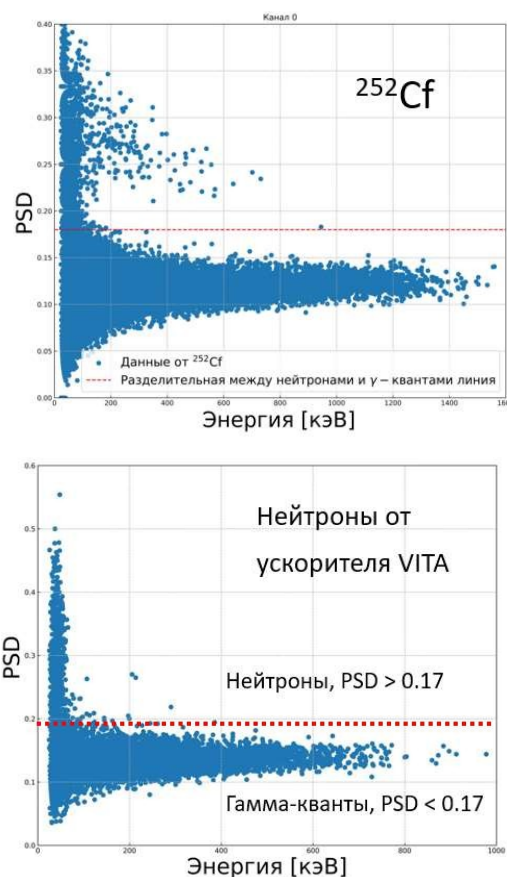 Канал 0
0.40
0.35
0.30
0.25
0.20
0.15
0.10
0.05
0.00
PSD
²⁵²Cf
Данные от ²⁵²Cf
Разделительная между нейтронами и γ − квантами линия
0 200 400 600 800 1000 1200 1400 1600
Энергия [кэВ]
0.6
0.5
0.4
0.3
0.2
0.1
0.0
PSD
Нейтроны от
ускорителя VITA
Нейтроны, PSD > 0.17
Гамма-кванты, PSD < 0.17
0 200 400 600 800 1000
Энергия [кэВ]